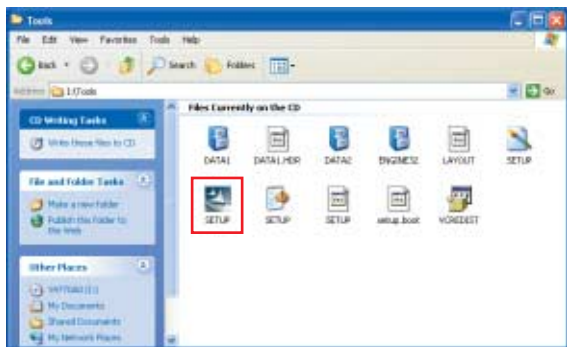 Tools
File Edit View Favorites Tools Help
Back Search Folders
Address I:\Tools Go
CD Writing Tasks
Write these files to CD
File and Folder Tasks
Make a new folder
Publish this folder to
the Web
Other Places
My Documents
Shared Documents
My Network Places
Files Currently on the CD
DATA1 DATA1.HDR DATA2 ENGINE32 LAYOUT SETUP
SETUP SETUP SETUP setup.boot VCREDIST